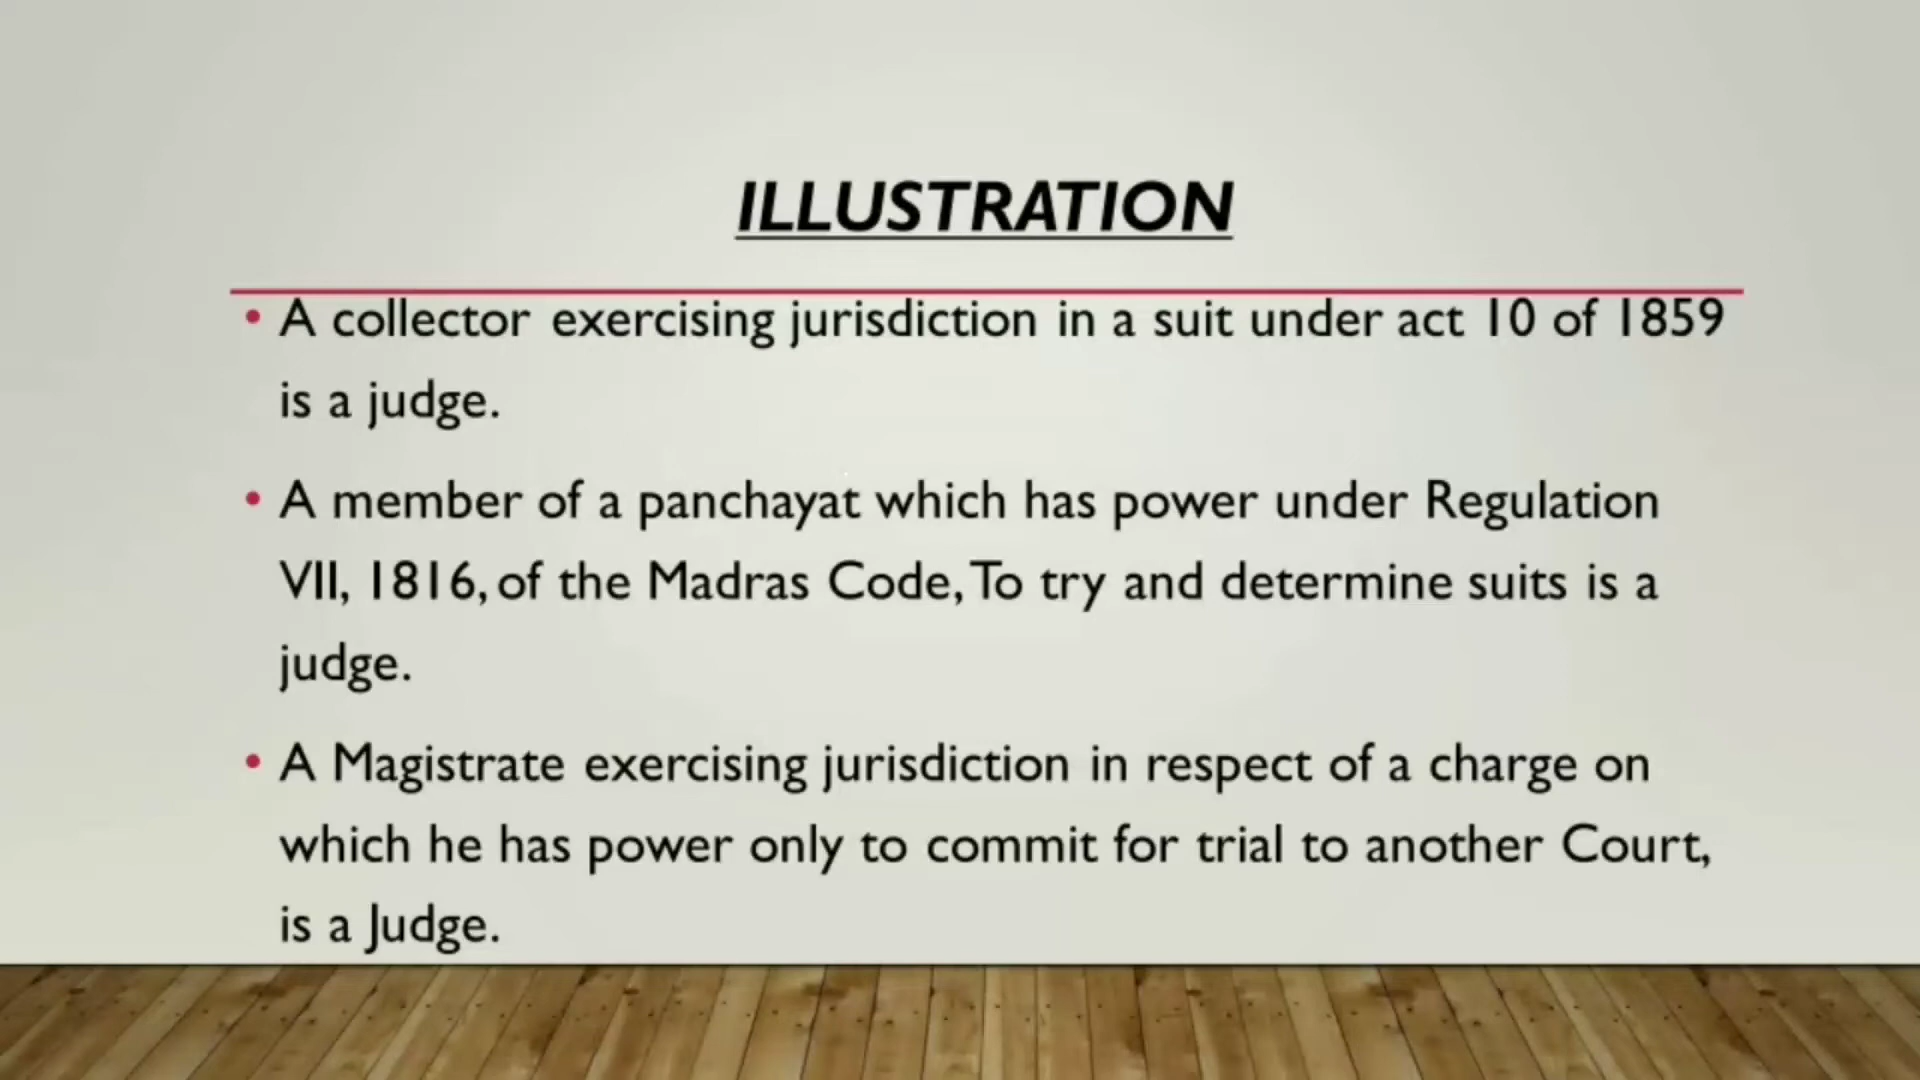 ILLUSTRATION
• A collector exercising jurisdiction in a suit under act 10 of 1859
is a judge.
• A member of a panchayat which has power under Regulation
VII, 1816, of the Madras Code, To try and determine suits is a
judge.
• A Magistrate exercising jurisdiction in respect of a charge on
which he has power only to commit for trial to another Court,
is a Judge.